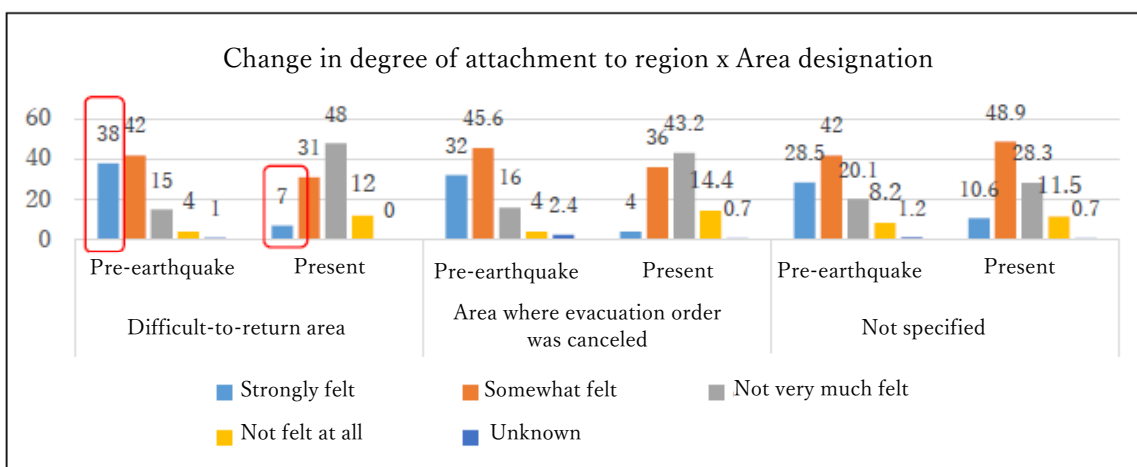 Change in degree of attachment to region x Area designation
60
40
20
0
38 42 15 4 1
7 31 48 12 0
32 45.6 16 4 2.4
4 36 43.2 14.4 0.7
28.5 42 20.1 8.2 1.2
10.6 48.9 28.3 11.5 0.7
Pre-earthquake Present Pre-earthquake Present Pre-earthquake Present
Difficult-to-return area
Area where evacuation order
was canceled
Not specified
Strongly felt Somewhat felt Not very much felt
Not felt at all Unknown